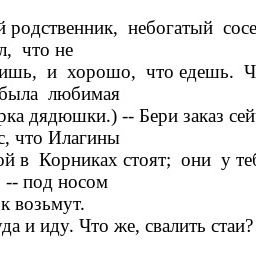 й родственник, небогатый сосе
л, что не
ишь, и хорошо, что едешь. Ч
была любимая
рка дядюшки.) -- Бери заказ сей
с, что Илагины
ой в Корниках стоят; они у теб
-- под носом
к возьмут.
уда и иду. Что же, свалить стаи?